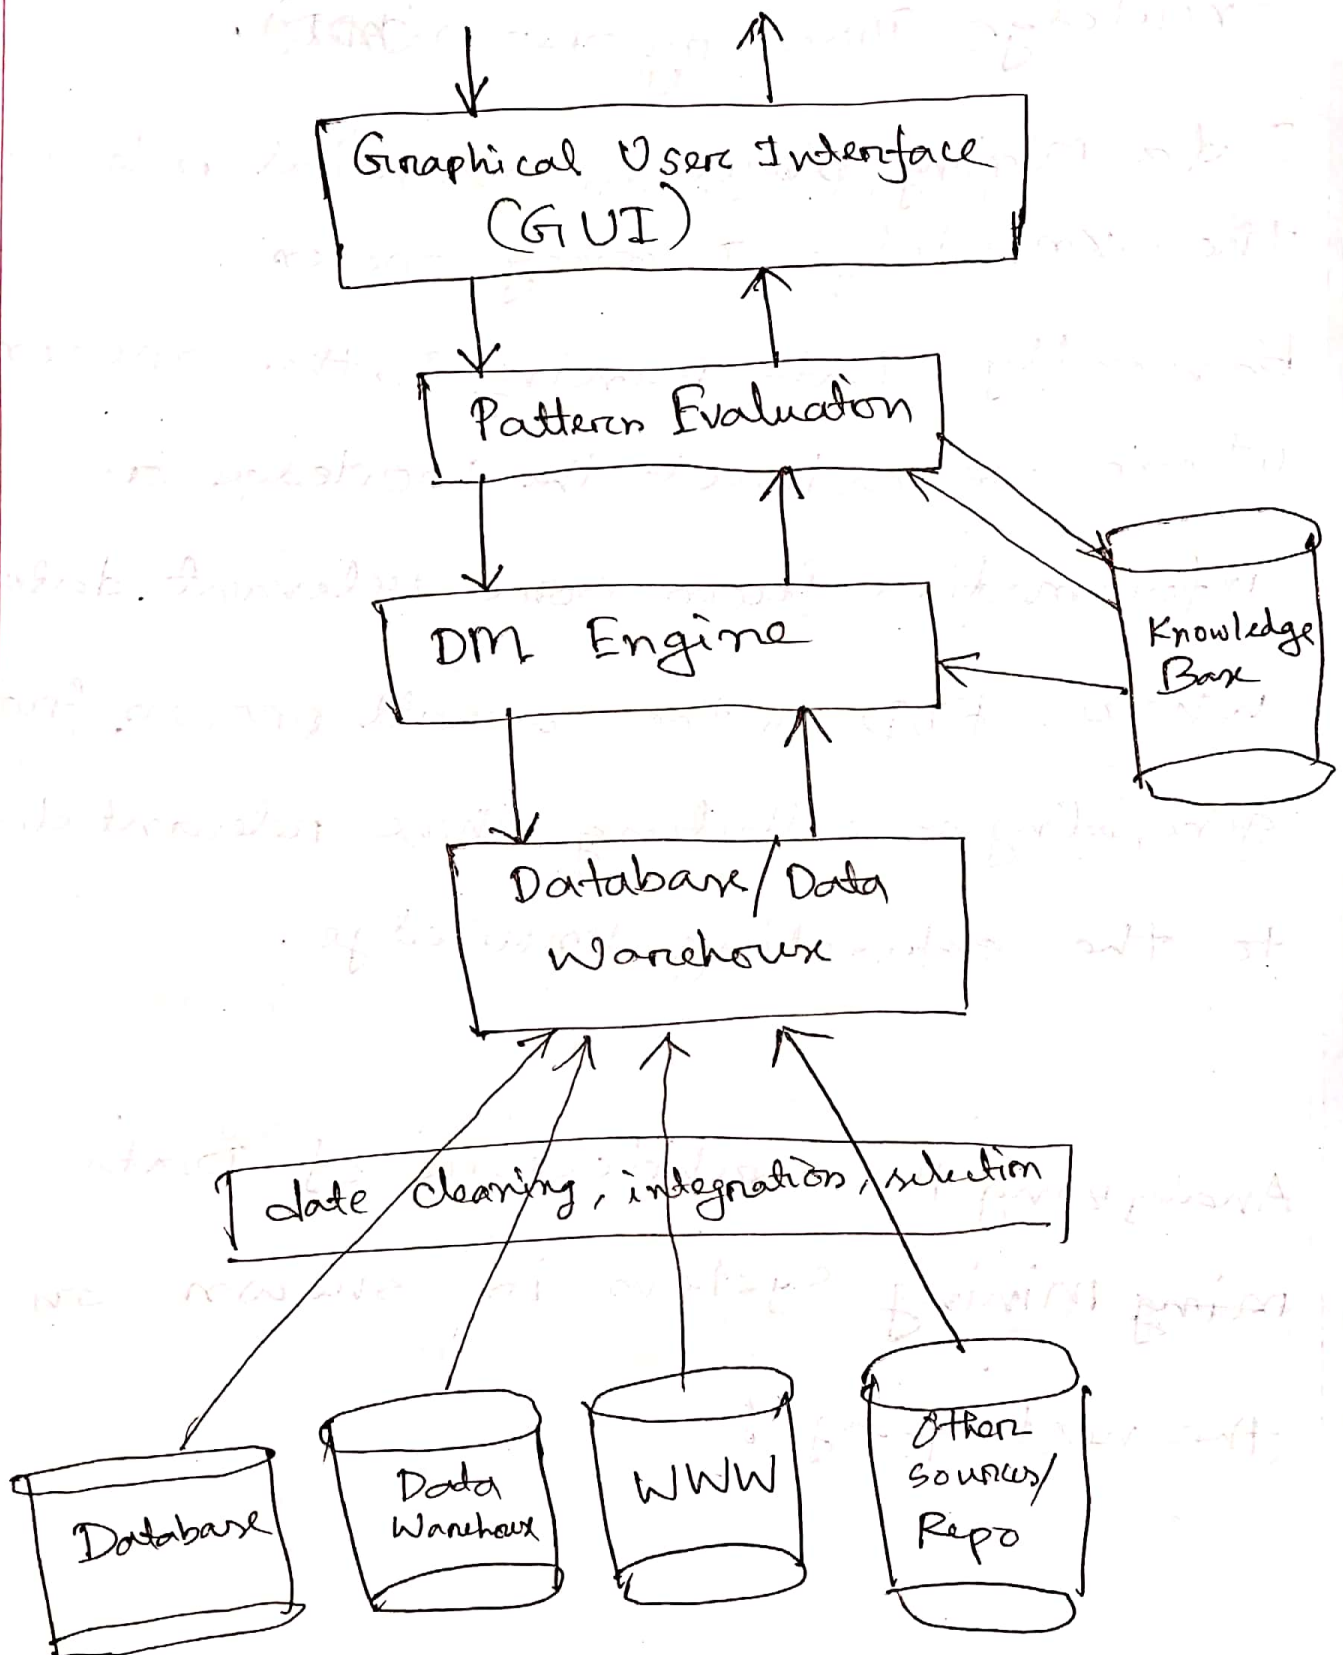 Graphical User Interface
(GUI)
Pattern Evaluation
DM Engine
Knowledge
Base
Database/Data
Warehouse
date cleaning, integration, selection
Database
Data
Warehouse
WWW
Other
Sources/
Repo